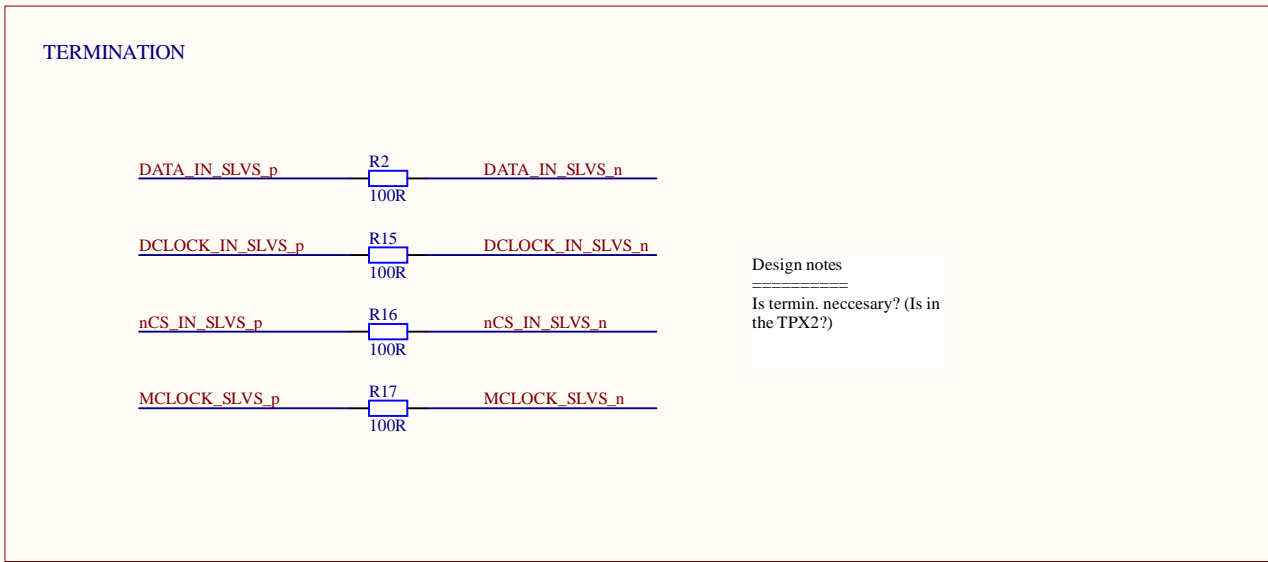 TERMINATION
DATA_IN_SLVS_p R2 DATA_IN_SLVS_n
100R
DCLOCK_IN_SLVS_p R15 DCLOCK_IN_SLVS_n
100R
nCS_IN_SLVS_p R16 nCS_IN_SLVS_n
100R
MCLOCK_SLVS_p R17 MCLOCK_SLVS_n
100R
Design notes
==========
Is termin. neccesary? (Is in
the TPX2?)